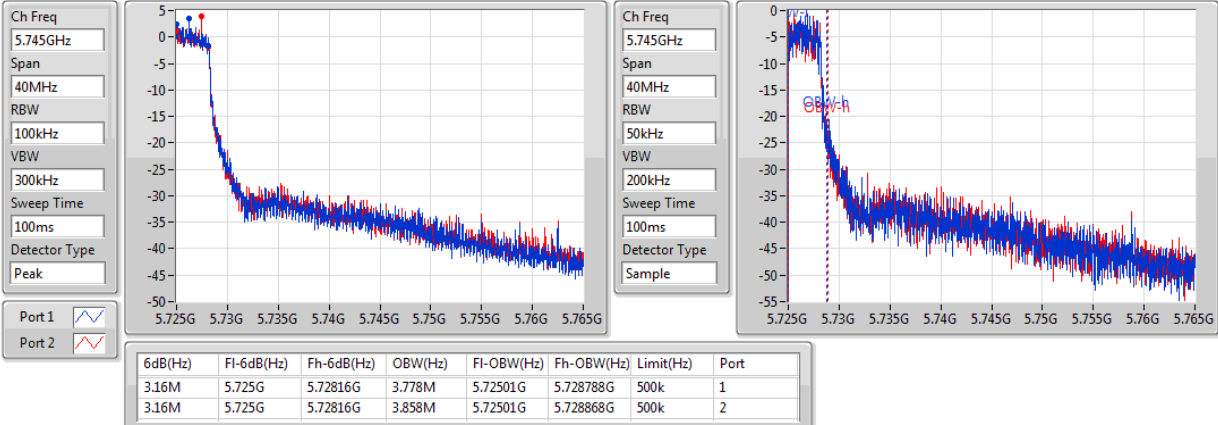 Ch Freq
5.745GHz
Span
40MHz
RBW
100kHz
VBW
300kHz
Sweep Time
100ms
Detector Type
Peak
Port 1
Port 2
5
0
-5
-10
-15
-20
-25
-30
-35
-40
-45
-50
5.725G 5.73G 5.735G 5.74G 5.745G 5.75G 5.755G 5.76G 5.765G
Ch Freq
5.745GHz
Span
40MHz
RBW
50kHz
VBW
200kHz
Sweep Time
100ms
Detector Type
Sample
0
-5
-10
-15
-20
-25
-30
-35
-40
-45
-50
-55
OBW-h
OBW-h
5.725G 5.73G 5.735G 5.74G 5.745G 5.75G 5.755G 5.76G 5.765G
6dB(Hz) Fl-6dB(Hz) Fh-6dB(Hz) OBW(Hz) Fl-OBW(Hz) Fh-OBW(Hz) Limit(Hz) Port
3.16M 5.725G 5.72816G 3.778M 5.72501G 5.728788G 500k 1
3.16M 5.725G 5.72816G 3.858M 5.72501G 5.728868G 500k 2